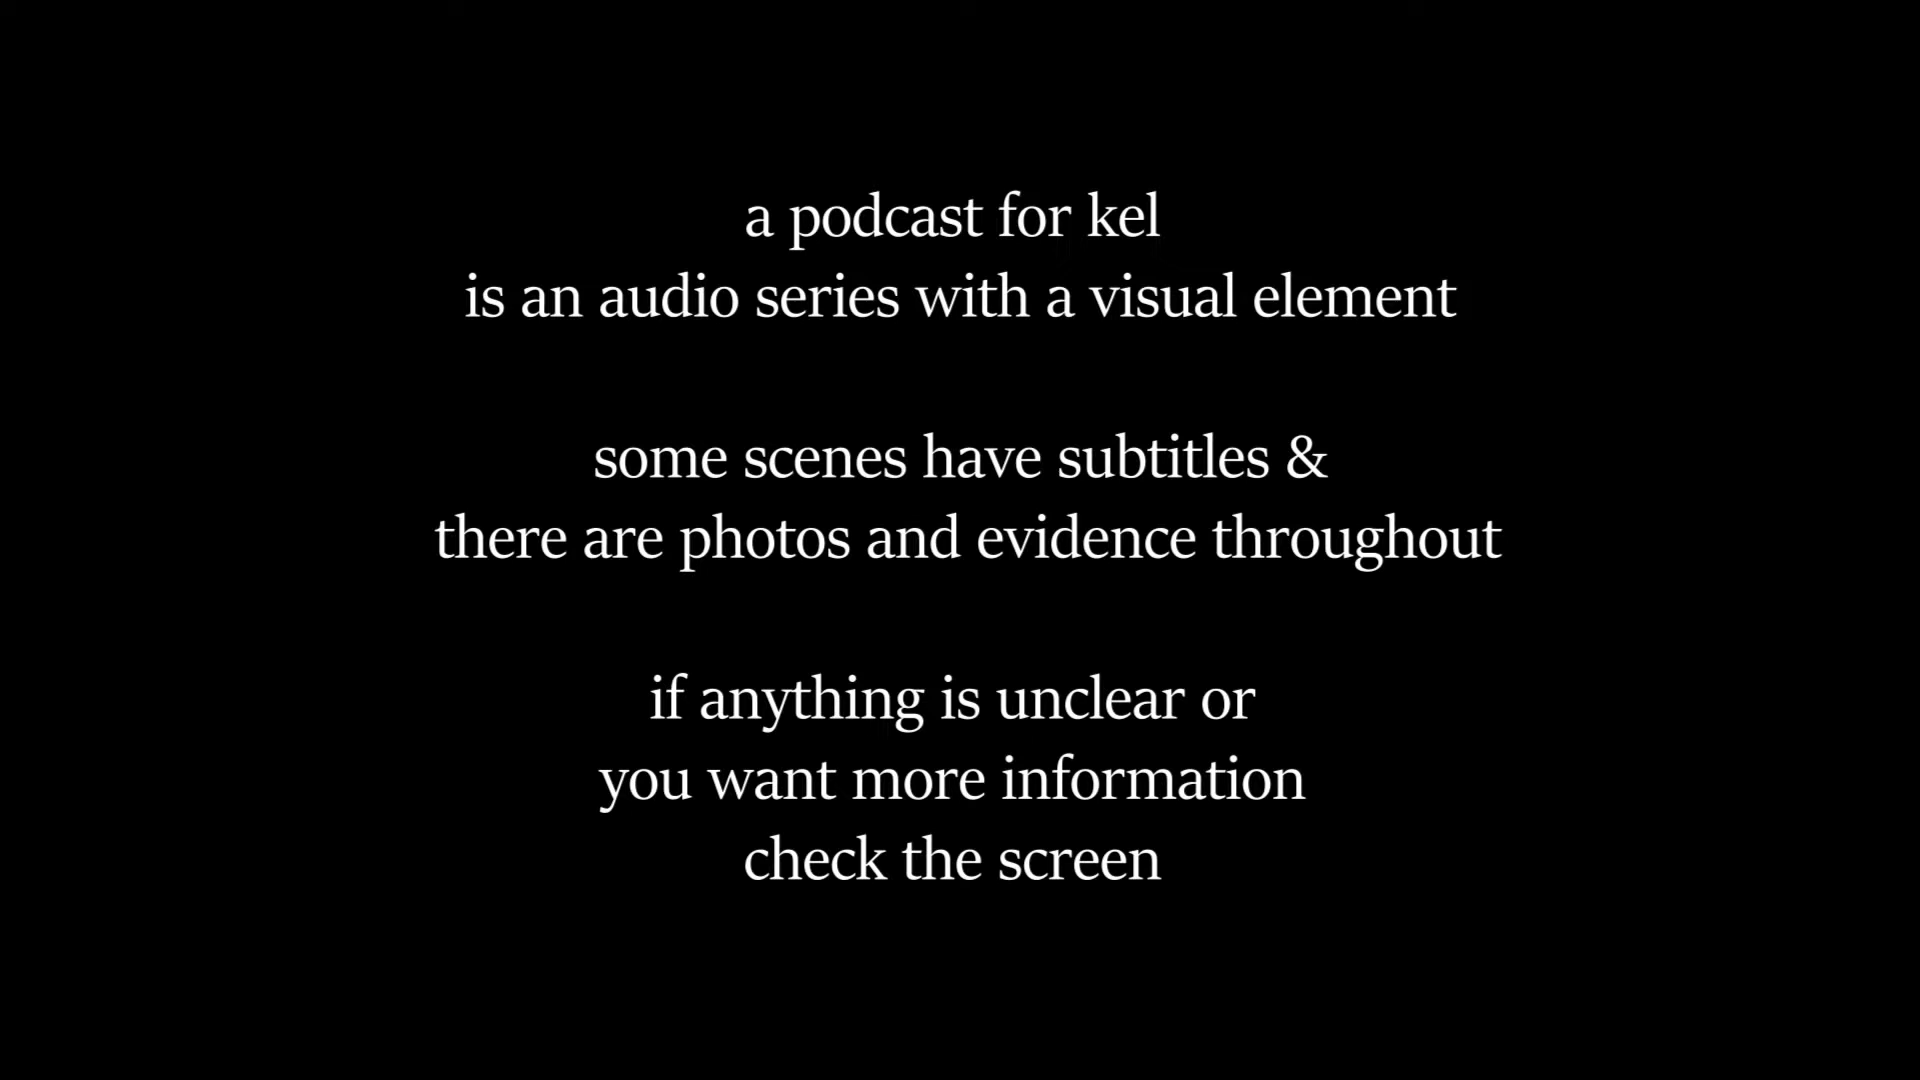 a podcast for kel
is an audio series with a visual element
some scenes have subtitles &
there are photos and evidence throughout
if anything is unclear or
you want more information
check the screen